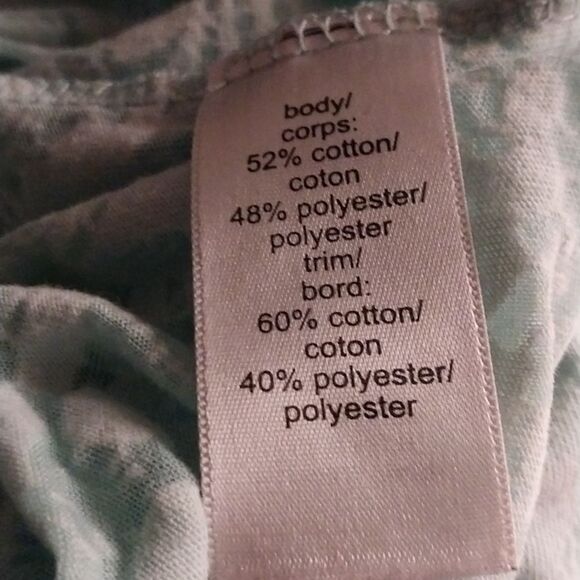 body/
corps:
52% cotton/
coton
48% polyester/
polyester
trim/
bord:
60% cotton/
coton
40% polyester/
polyester